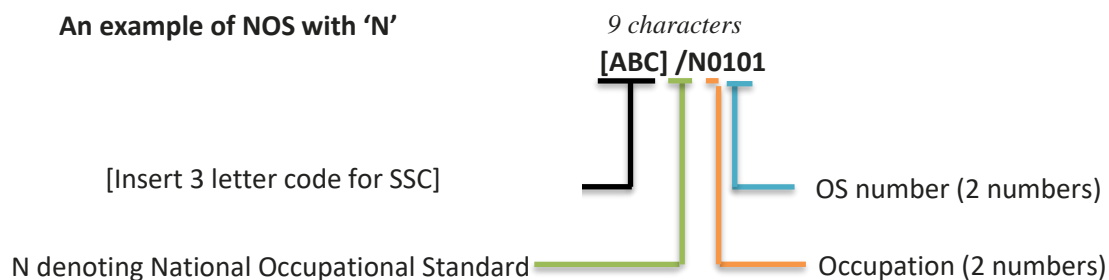 An example of NOS with ‘N’
9 characters
[ABC] /N0101
[Insert 3 letter code for SSC]
OS number (2 numbers)
N denoting National Occupational Standard
Occupation (2 numbers)